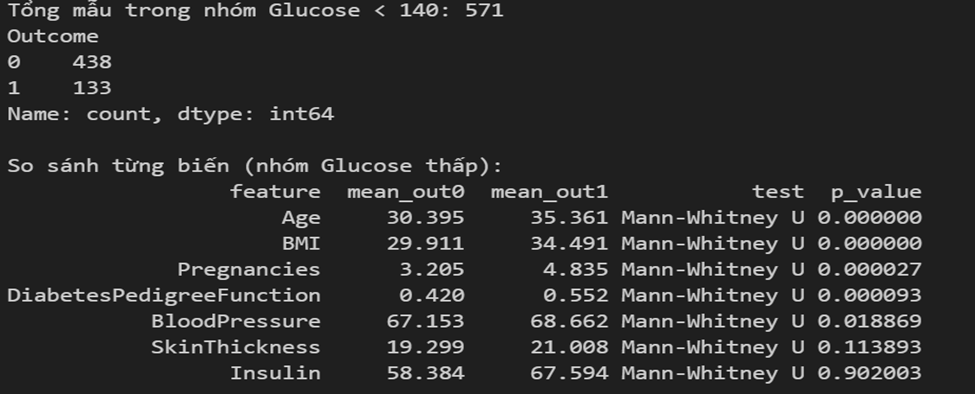 Tổng mẫu trong nhóm Glucose < 140: 571
Outcome
0    438
1    133
Name: count, dtype: int64

So sánh từng biến (nhóm Glucose thấp):
                 feature  mean_out0  mean_out1           test  p_value
                     Age     30.395     35.361 Mann-Whitney U 0.000000
                     BMI     29.911     34.491 Mann-Whitney U 0.000000
             Pregnancies      3.205      4.835 Mann-Whitney U 0.000027
DiabetesPedigreeFunction      0.420      0.552 Mann-Whitney U 0.000093
           BloodPressure     67.153     68.662 Mann-Whitney U 0.018869
           SkinThickness     19.299     21.008 Mann-Whitney U 0.113893
                 Insulin     58.384     67.594 Mann-Whitney U 0.902003